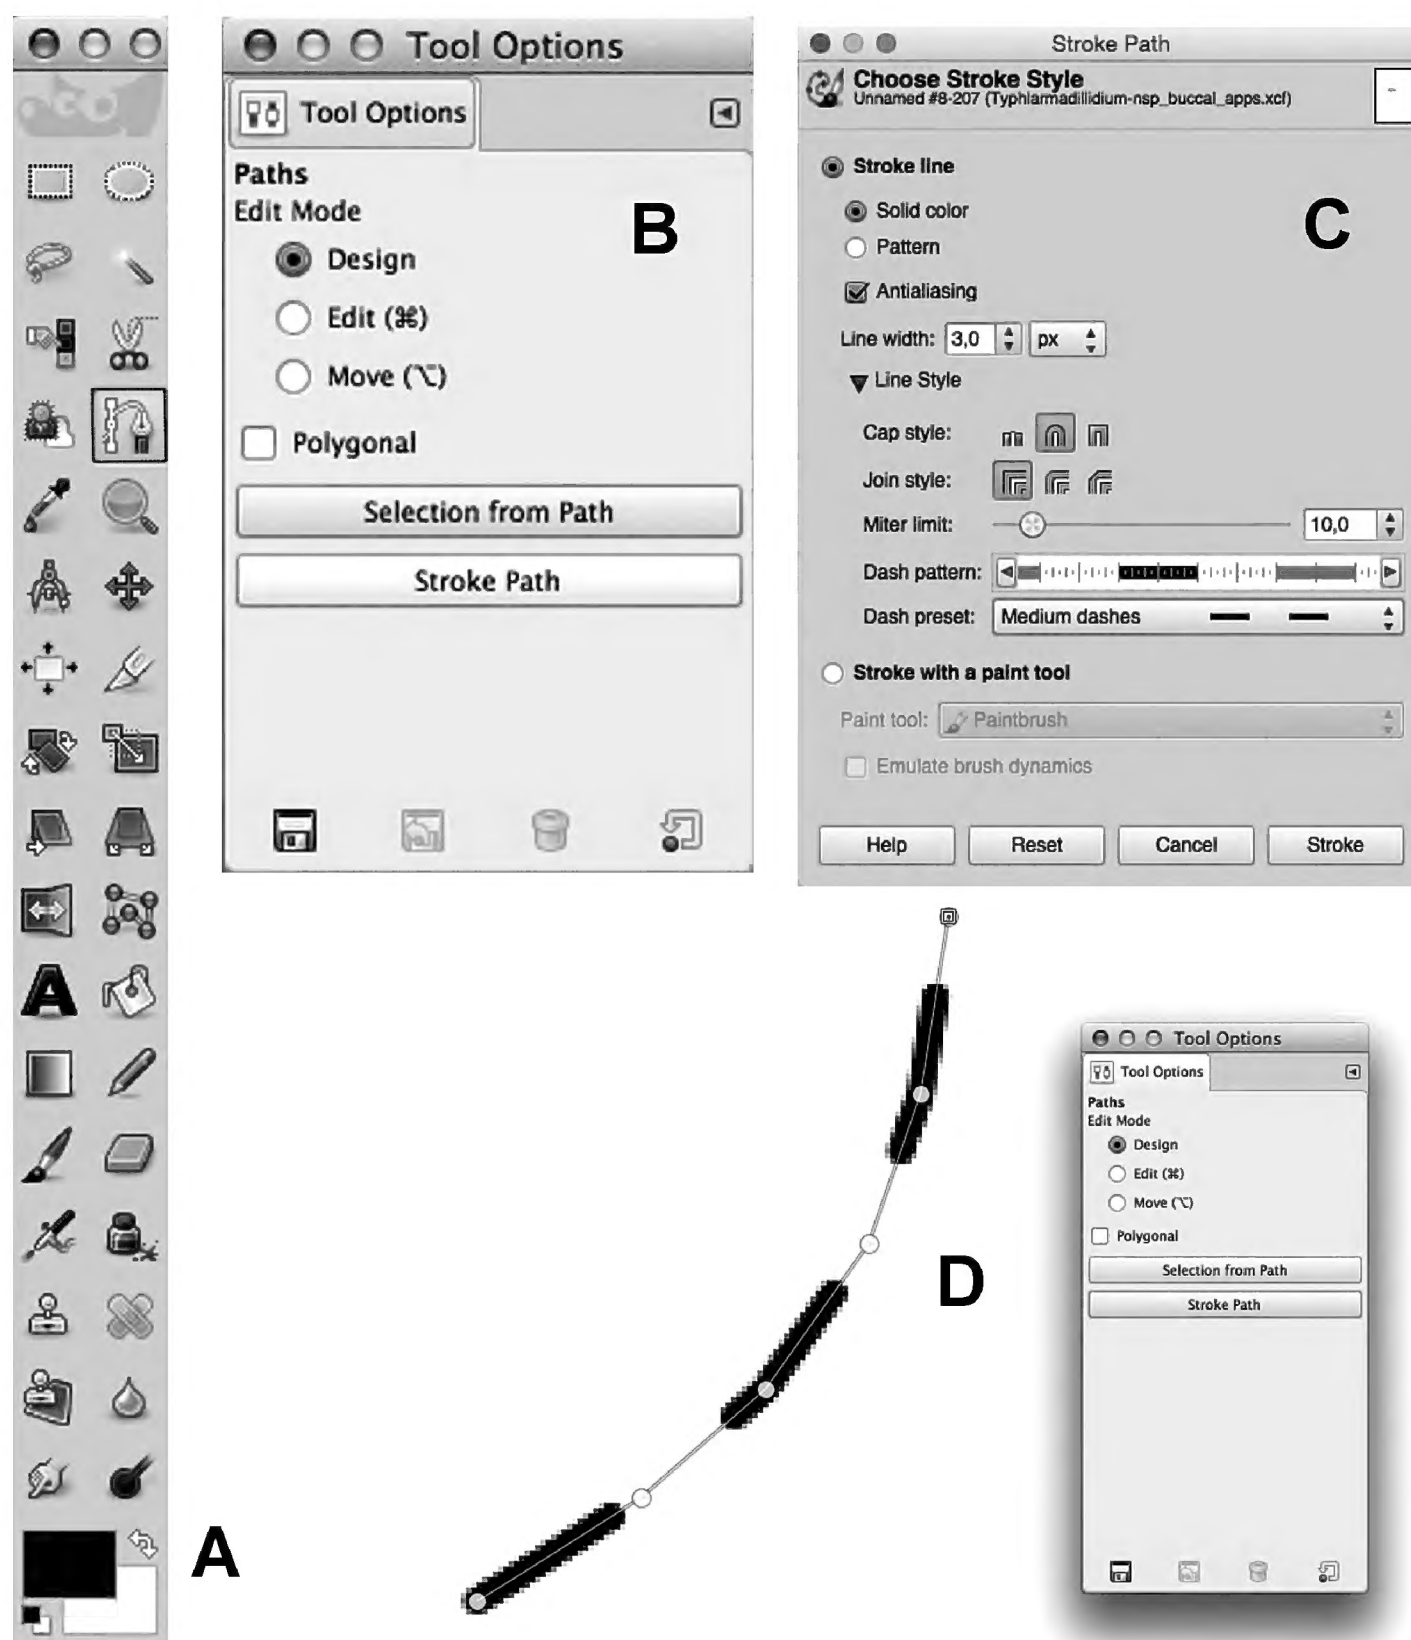 Tool Options
Tool Options
Paths
Edit Mode
Design
Edit (⌘)
Move (⌥)
Polygonal
Selection from Path
Stroke Path
B
Stroke Path
Choose Stroke Style
Unnamed #8-207 (Typhlarmadillidium-nsp_buccal_apps.xcf)
Stroke line
Solid color
Pattern
Antialiasing
Line width: 3,0 px
Line Style
Cap style:
Join style:
Miter limit: 10,0
Dash pattern:
Dash preset: Medium dashes
Stroke with a paint tool
Paint tool: Paintbrush
Emulate brush dynamics
Help Reset Cancel Stroke
C
A
D
Tool Options
Tool Options
Paths
Edit Mode
Design
Edit (⌘)
Move (⌥)
Polygonal
Selection from Path
Stroke Path